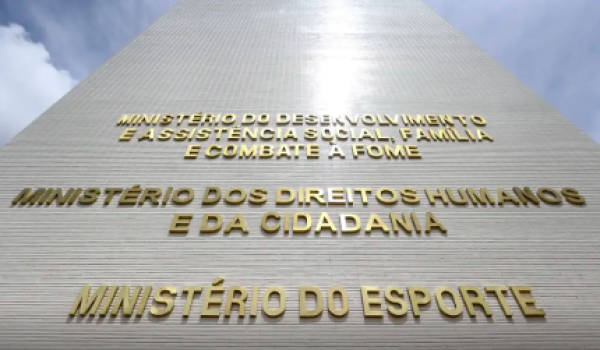 MINISTÉRIO DO DESENVOLVIMENTO
E ASSISTÊNCIA SOCIAL, FAMÍLIA
E COMBATE À FOME
MINISTÉRIO DOS DIREITOS HUMANOS
E DA CIDADANIA
MINISTÉRIO DO ESPORTE